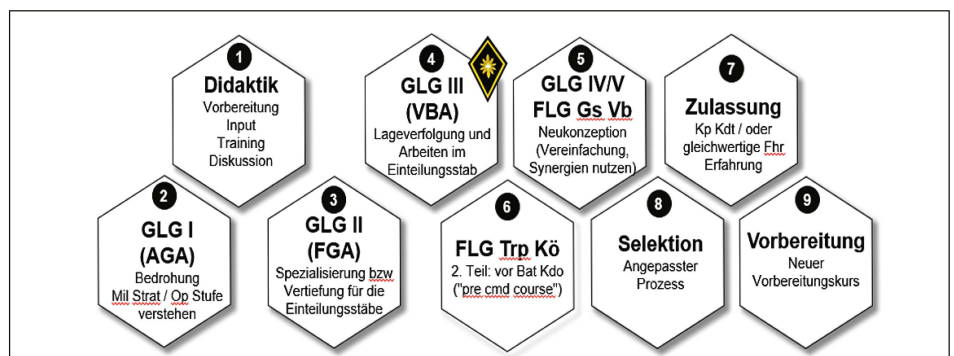 1
Didaktik
Vorbereitung
Input
Training
Diskussion
2
GLG I
(AGA)
Bedrohung
Mil Strat / Op Stufe
verstehen
3
GLG II
(FGA)
Spezialisierung bzw
Vertiefung für die
Einteilungsstäbe
4
GLG III
(VBA)
Lageverfolgung und
Arbeiten im
Einteilungsstab
5
GLG IV/V
FLG Gs Vb
Neukonzeption
(Vereinfachung,
Synergien nutzen)
6
FLG Trp Kö
2. Teil: vor Bat Kdo
("pre cmd course")
7
Zulassung
Kp Kdt / oder
gleichwertige Fhr
Erfahrung
8
Selektion
Angepasster
Prozess
9
Vorbereitung
Neuer
Vorbereitungskurs